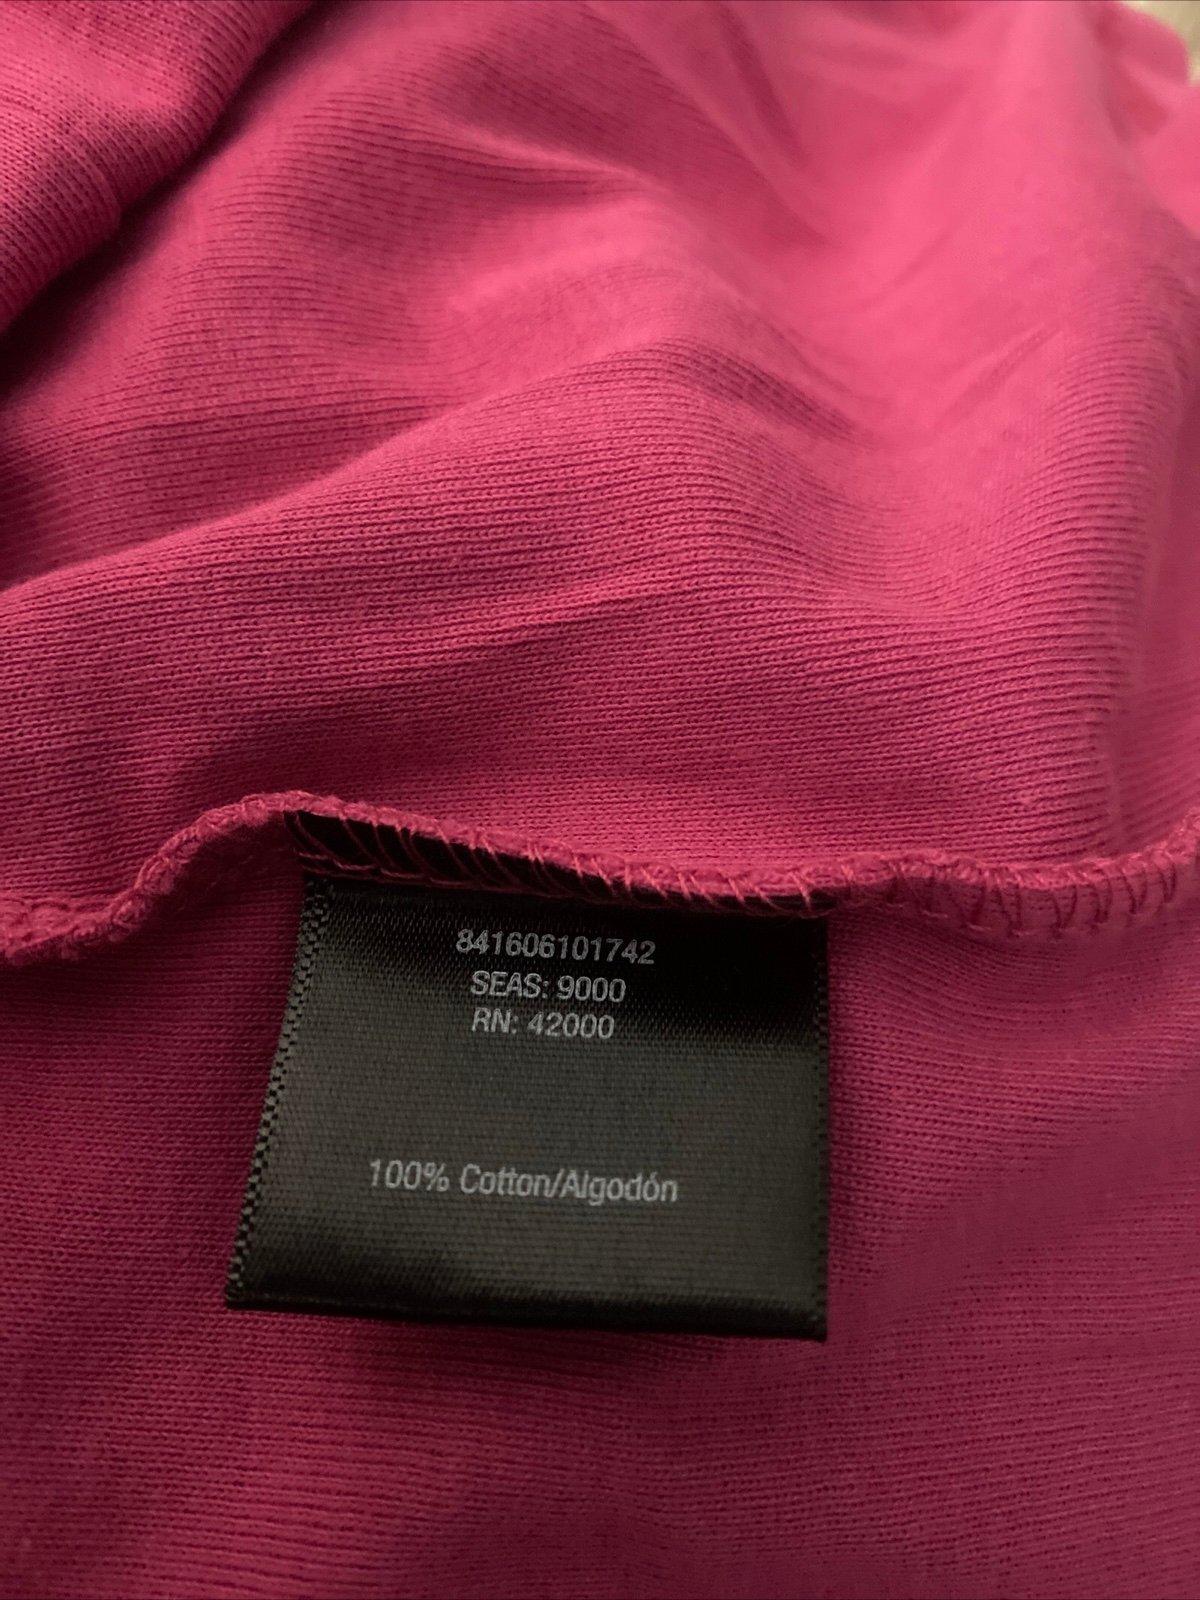 841606101742
SEAS: 9000
RN: 42000
100% Cotton/Algodón